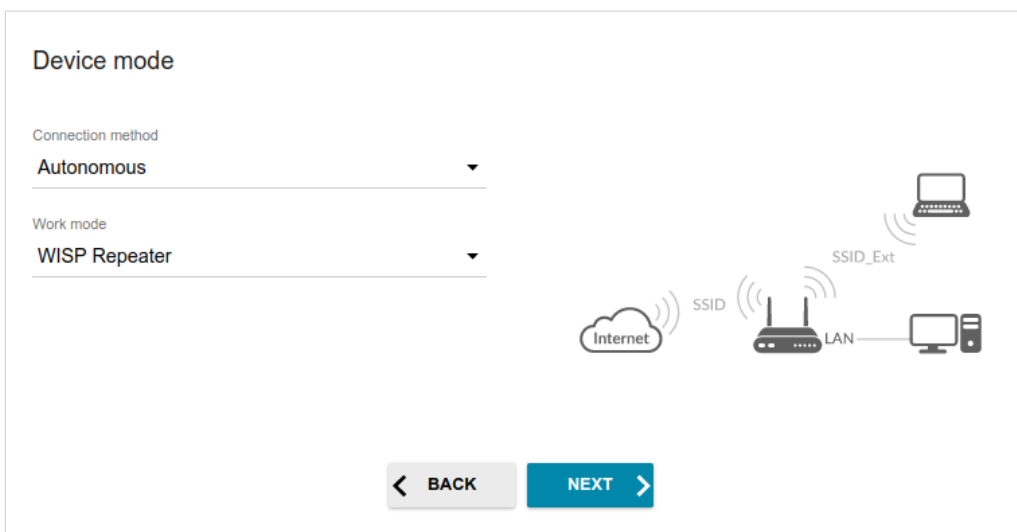 Device mode
Connection method
Autonomous
Work mode
WISP Repeater
SSID_Ext
SSID
Internet
LAN
BACK
NEXT